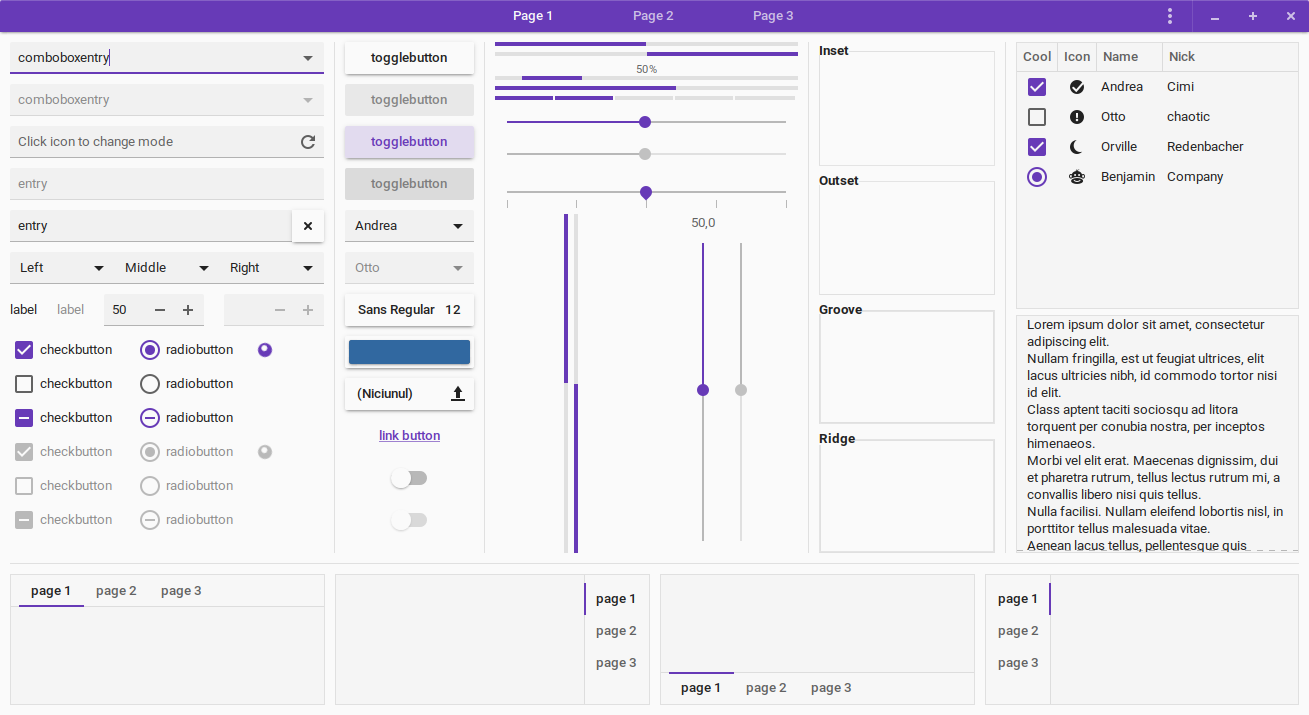 Page 1 Page 2 Page 3
comboboxentry
comboboxentry
Click icon to change mode
entry
entry
Left Middle Right
label label 50
checkbutton radiobutton
checkbutton radiobutton
checkbutton radiobutton
checkbutton radiobutton
checkbutton radiobutton
checkbutton radiobutton
togglebutton
togglebutton
togglebutton
togglebutton
Andrea
Otto
Sans Regular 12
(Niciunul)
link button
50%
50,0
Inset
Outset
Groove
Ridge
Cool Icon Name Nick
Andrea Cimi
Otto chaotic
Orville Redenbacher
Benjamin Company
Lorem ipsum dolor sit amet, consectetur
adipiscing elit.
Nullam fringilla, est ut feugiat ultrices, elit
lacus ultricies nibh, id commodo tortor nisi
id elit.
Class aptent taciti sociosqu ad litora
torquent per conubia nostra, per inceptos
himenaeos.
Morbi vel elit erat. Maecenas dignissim, dui
et pharetra rutrum, tellus lectus rutrum mi, a
convallis libero nisi quis tellus.
Nulla facilisi. Nullam eleifend lobortis nisl, in
porttitor tellus malesuada vitae.
Aenean lacus tellus, pellentesque quis
page 1 page 2 page 3
page 1
page 2
page 3
page 1 page 2 page 3
page 1
page 2
page 3